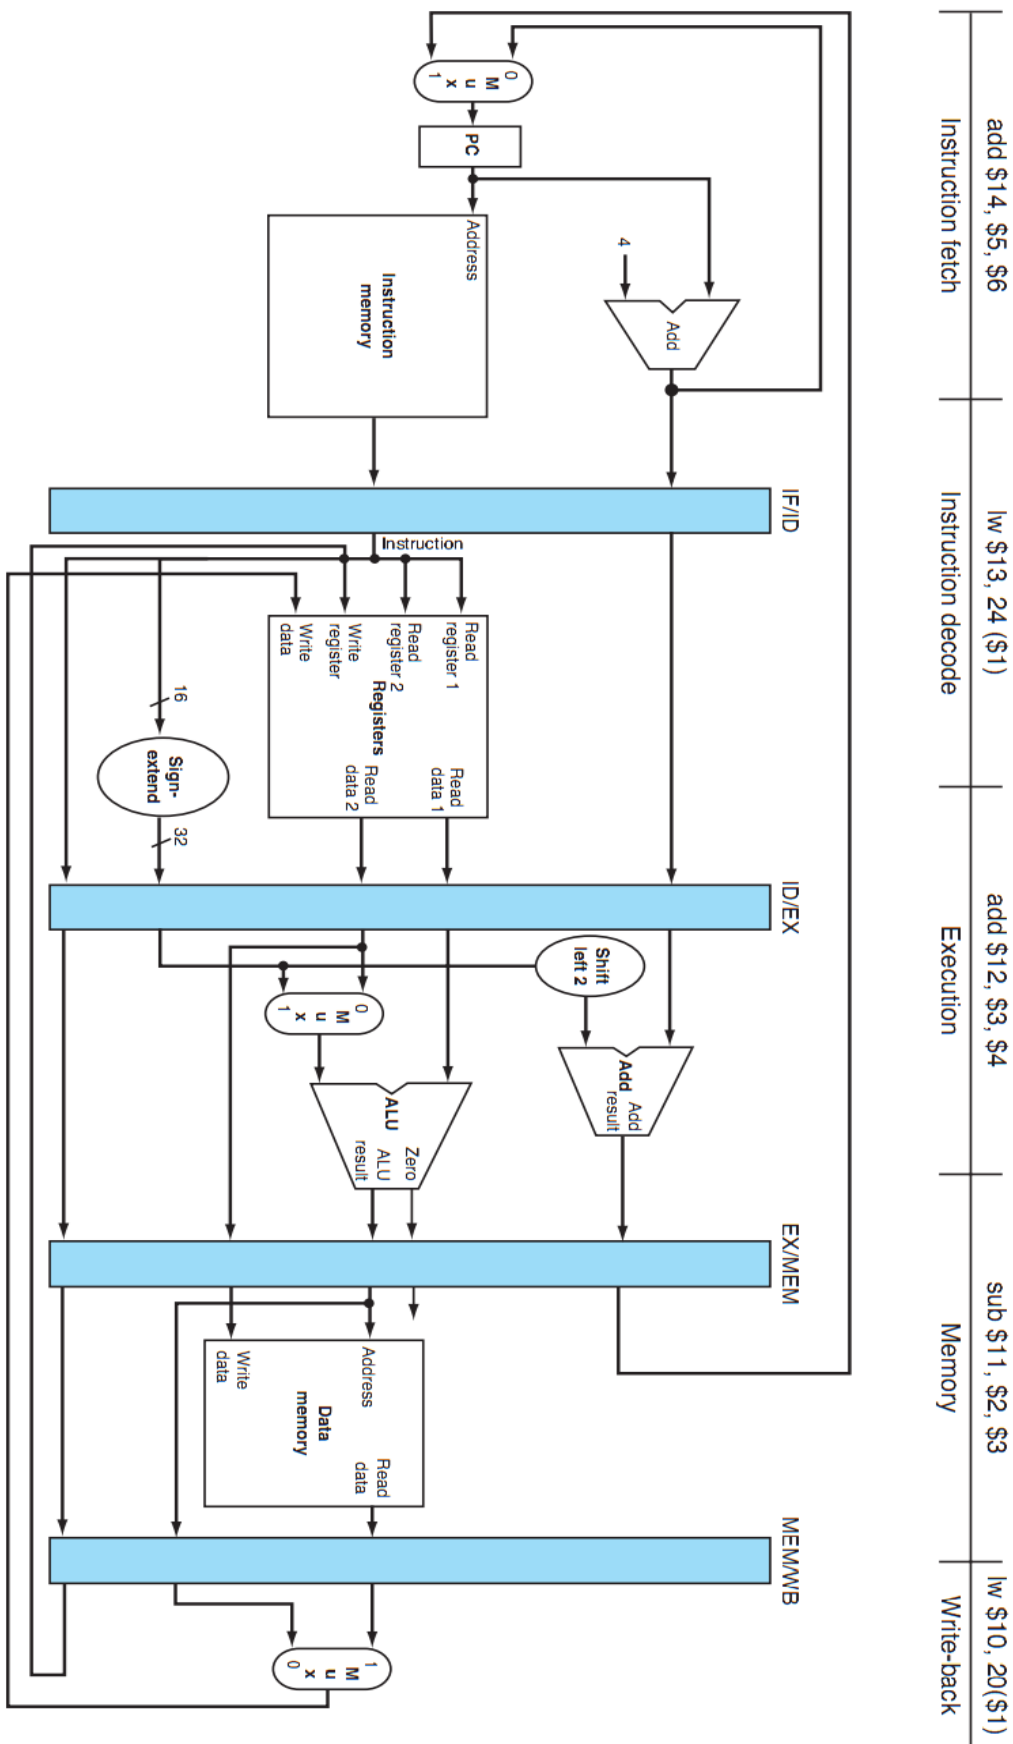 add $14, $5, $6
Instruction fetch
lw $13, 24 ($1)
Instruction decode
add $12, $3, $4
Execution
sub $11, $2, $3
Memory
lw $10, 20($1)
Write-back
IF/ID
ID/EX
EX/MEM
MEM/WB
0
M
u
x
1
PC
4
Add
Address
Instruction
memory
Instruction
Read
register 1
Read
register 2
Registers
Write
register
Write
data
Read
data 1
Read
data 2
16
Sign-
extend
32
Shift
left 2
Add
Add
result
0
M
u
x
1
ALU
Zero
ALU
result
Address
Data
memory
Write
data
Read
data
1
M
u
x
0